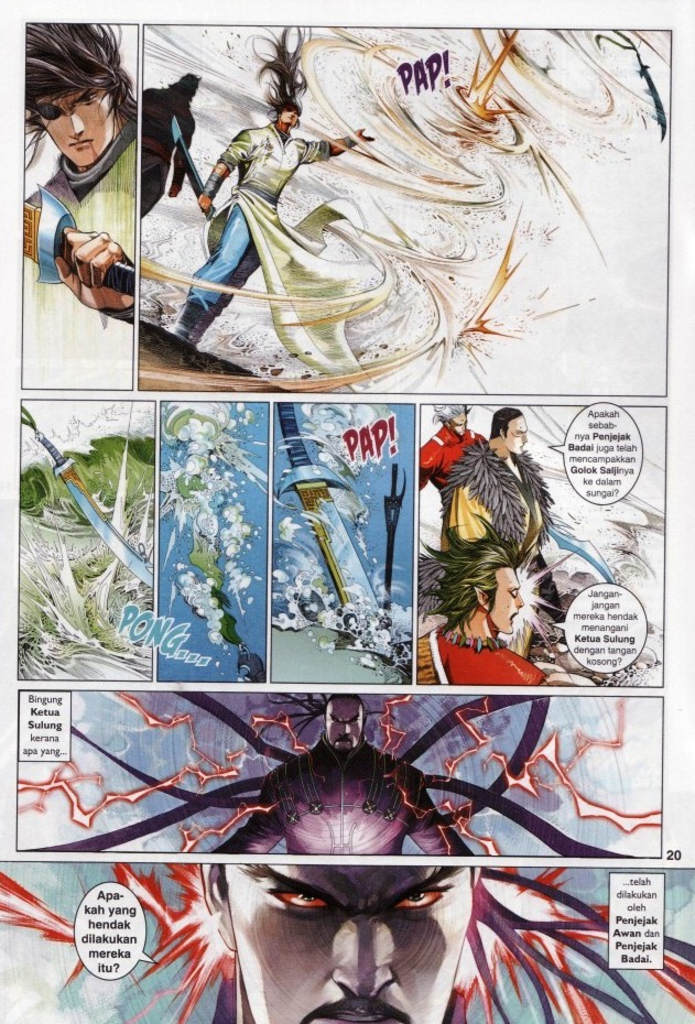 PAP!
PONG...
PAP!
Apakah
sebab-
nya Penjejak
Badai juga telah
mencampakkan
Golok Saljinya
ke dalam
sungai?
Jangan-
jangan hendak
menangani
Ketua Sulung
dengan tangan
kosong?
Bingung
Ketua
Sulung
kerana
apa yang...
20
Apa-
kah yang
hendak
dilakukan
mereka
itu?
...telah
dilakukan
oleh
Penjejak
Awan dan
Penjejak
Badai.